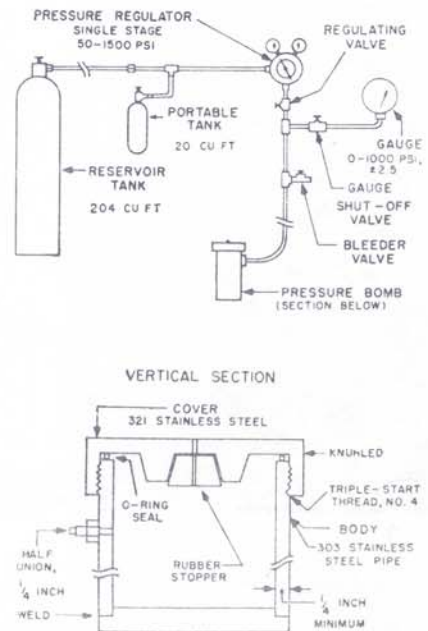 PRESSURE REGULATOR
SINGLE STAGE
50-1500 PSI
REGULATING
VALVE
PORTABLE
TANK
20 CU FT
GAUGE
0-1000 PSI,
±2.5
RESERVOIR
TANK
204 CU FT
GAUGE
SHUT-OFF
VALVE
BLEEDER
VALVE
PRESSURE BOMB
(SECTION BELOW)
VERTICAL SECTION
COVER
321 STAINLESS STEEL
KNURLED
O-RING
SEAL
TRIPLE-START
THREAD, NO. 4
BODY
303 STAINLESS
STEEL PIPE
HALF
UNION,
1/4 INCH
RUBBER
STOPPER
WELD
1/4 INCH
MINIMUM